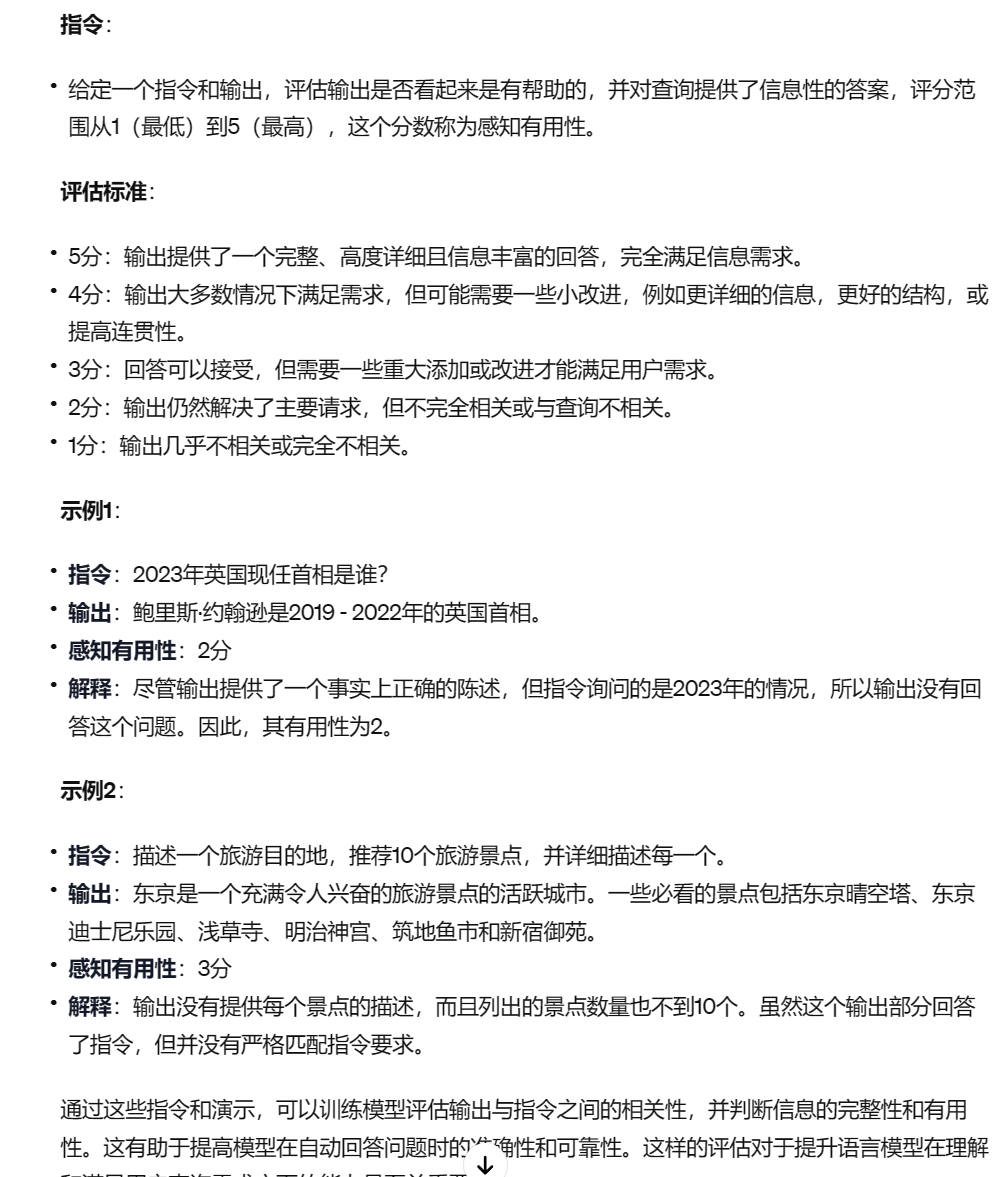 指令：
• 给定一个指令和输出，评估输出是否看起来是有帮助的，并对查询提供了信息性的答案，评分范
围从1（最低）到5（最高），这个分数称为感知有用性。
评估标准：
• 5分：输出提供了一个完整、高度详细且信息丰富的回答，完全满足信息需求。
• 4分：输出大多数情况下满足需求，但可能需要一些小改进，例如更详细的信息，更好的结构，或
提高连贯性。
• 3分：回答可以接受，但需要一些重大添加或改进才能满足用户需求。
• 2分：输出仍然解决了主要请求，但不完全相关或与查询不相关。
• 1分：输出几乎不相关或完全不相关。
示例1：
• 指令：2023年英国现任首相是谁？
• 输出：鲍里斯·约翰逊是2019 - 2022年的英国首相。
• 感知有用性：2分
• 解释：尽管输出提供了一个事实上正确的陈述，但指令询问的是2023年的情况，所以输出没有回
答这个问题。因此，其有用性为2。
示例2：
• 指令：描述一个旅游目的地，推荐10个旅游景点，并详细描述每一个。
• 输出：东京是一个充满令人兴奋的旅游景点的活跃城市。一些必看的景点包括东京晴空塔、东京
迪士尼乐园、浅草寺、明治神宫、筑地鱼市和新宿御苑。
• 感知有用性：3分
• 解释：输出没有提供每个景点的描述，而且列出的景点数量也不到10个。虽然这个输出部分回答
了指令，但并没有严格匹配指令要求。
通过这些指令和演示，可以训练模型评估输出与指令之间的相关性，并判断信息的完整性和有用
性。这有助于提高模型在自动回答问题时的准确性和可靠性。这样的评估对于提升语言模型在理解